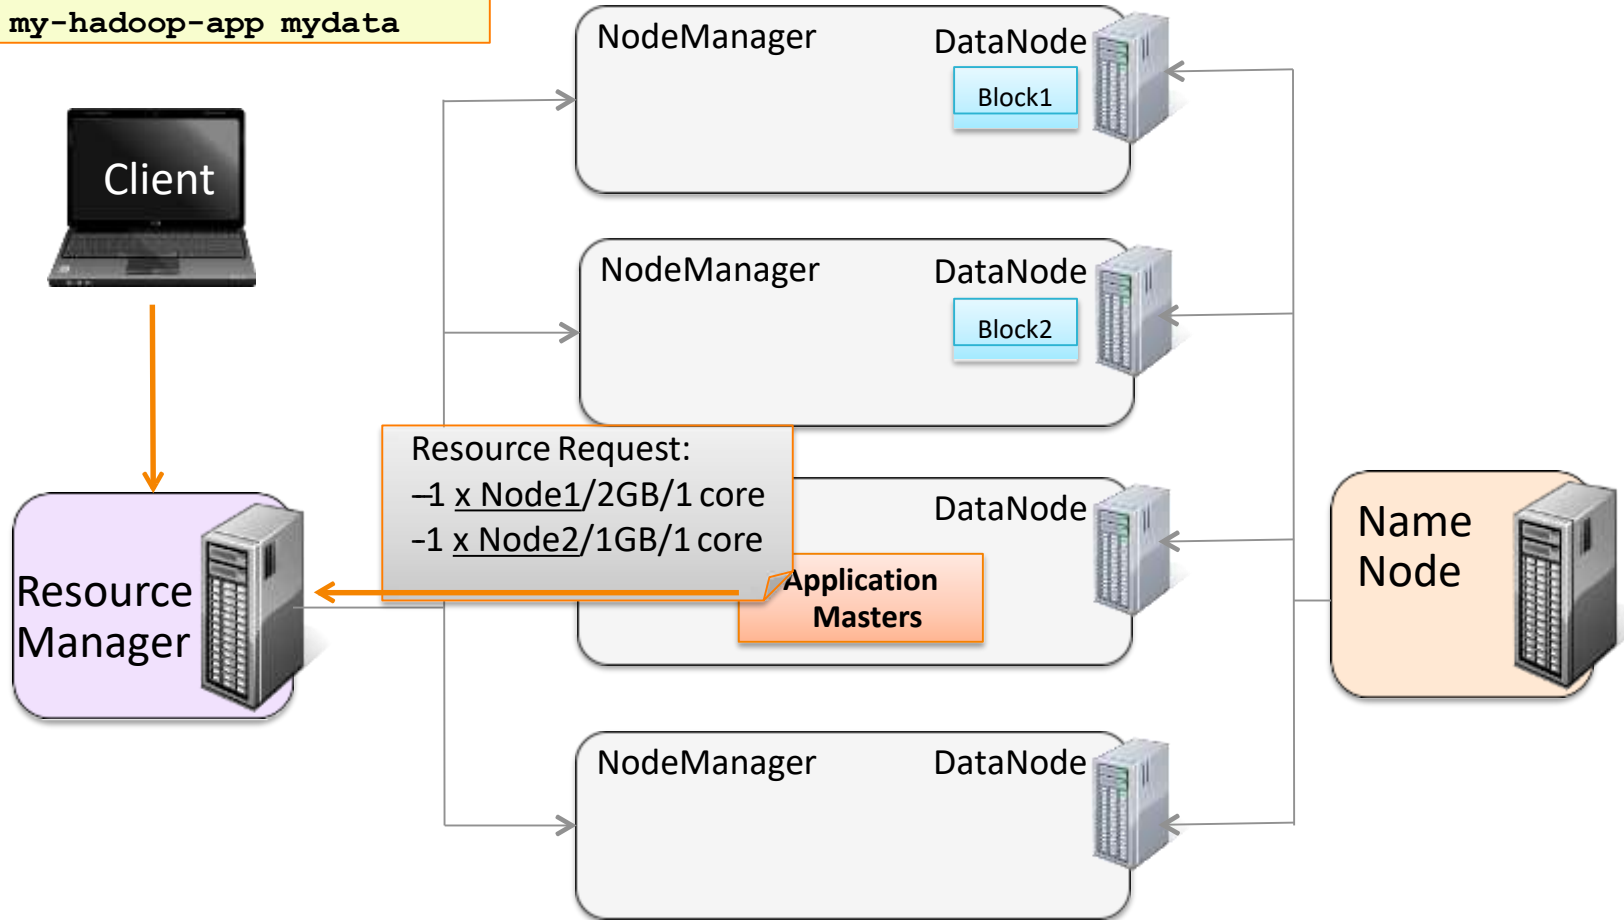 my-hadoop-app mydata
Client
NodeManager
DataNode
Block1
NodeManager
DataNode
Block2
Resource Request:
–1 x Node1/2GB/1 core
-1 x Node2/1GB/1 core
DataNode
Application
Masters
Resource
Manager
Name
Node
NodeManager
DataNode